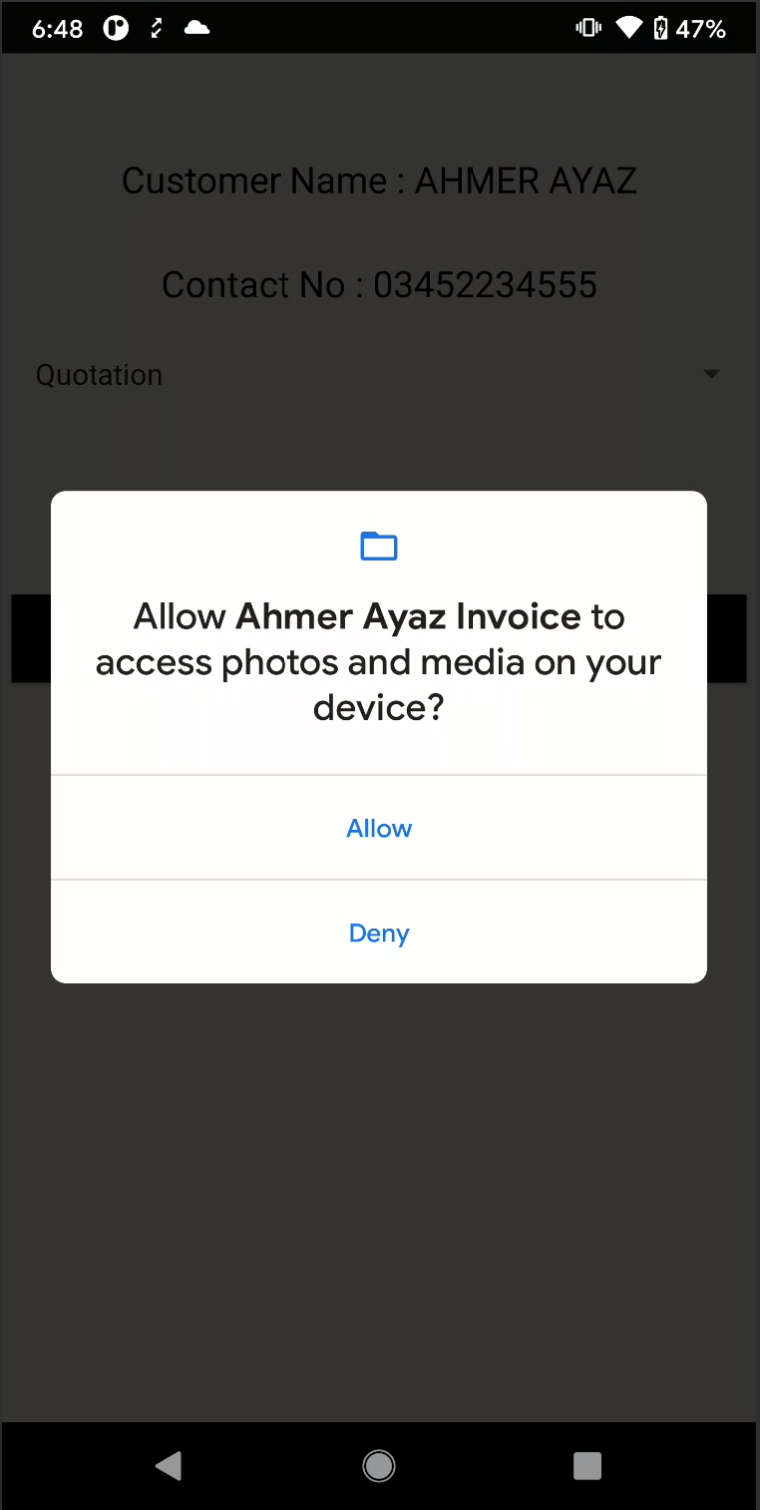 6:48 47%
Customer Name : AHMER AYAZ
Contact No : 03452234555
Quotation
Allow Ahmer Ayaz Invoice to
access photos and media on your
device?
Allow
Deny